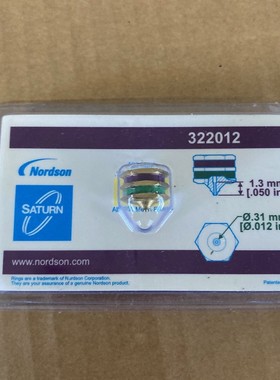 322012
Nordson
SATURN
1.3 mm
[.050 in
Ø.31 mm
[Ø.012 in
www.nordson.com
Rings are a trademark of Nordson Corporation.
They are your assurance of a genuine Nordson product.
Patente